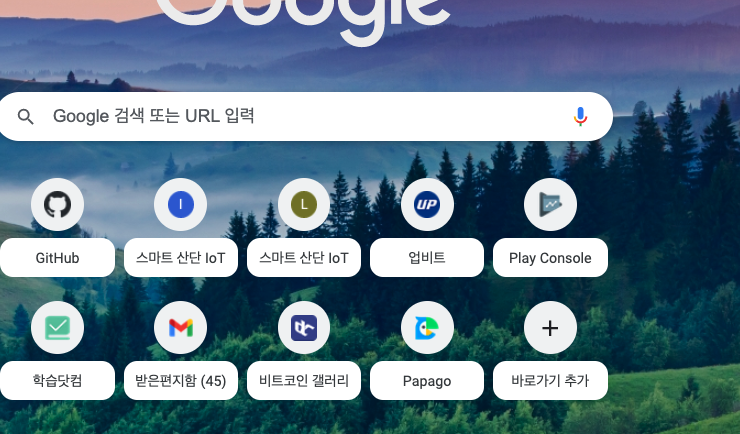 Google
Google 검색 또는 URL 입력
I
L
UP
GitHub
스마트 산단 IoT
스마트 산단 IoT
업비트
Play Console
학습닷컴
받은편지함 (45)
비트코인 갤러리
Papago
바로가기 추가